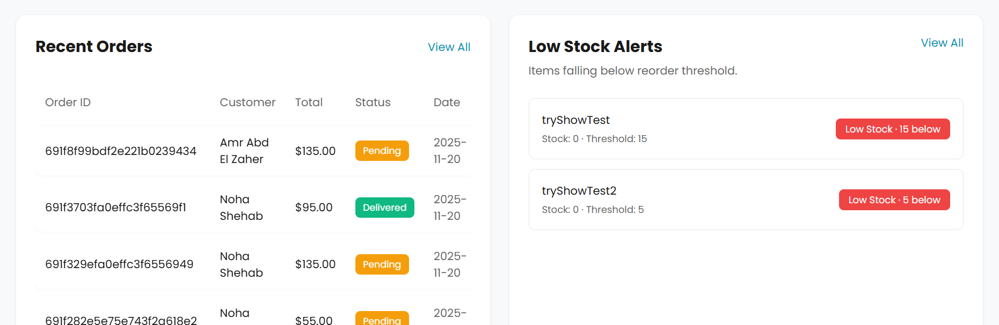 Recent Orders
View All
Order ID Customer Total Status Date
691f8f99bdf2e221b0239434 Amr Abd El Zaher $135.00 Pending 2025-11-20
691f3703fa0effc3f65569f1 Noha Shehab $95.00 Delivered 2025-11-20
691f329efa0effc3f6556949 Noha Shehab $135.00 Pending 2025-11-20
691f282e5e75e743f2a618e2 Noha $55.00 Pending 2025-
Low Stock Alerts
View All
Items falling below reorder threshold.
tryShowTest
Stock: 0 · Threshold: 15
Low Stock · 15 below
tryShowTest2
Stock: 0 · Threshold: 5
Low Stock · 5 below